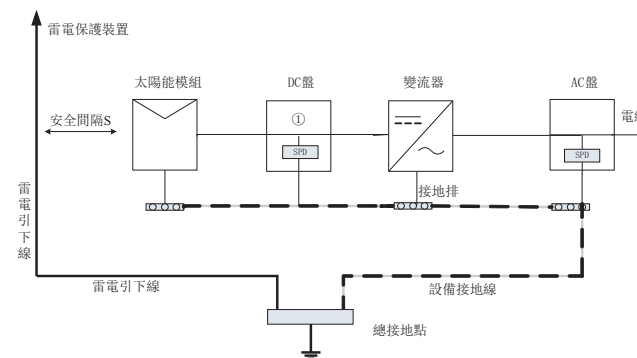 雷電保護裝置
太陽能模組
DC盤
變流器
AC盤
安全間隔S
①
電網
SPD
SPD
接地排
雷電引下線
雷電引下線
設備接地線
總接地點